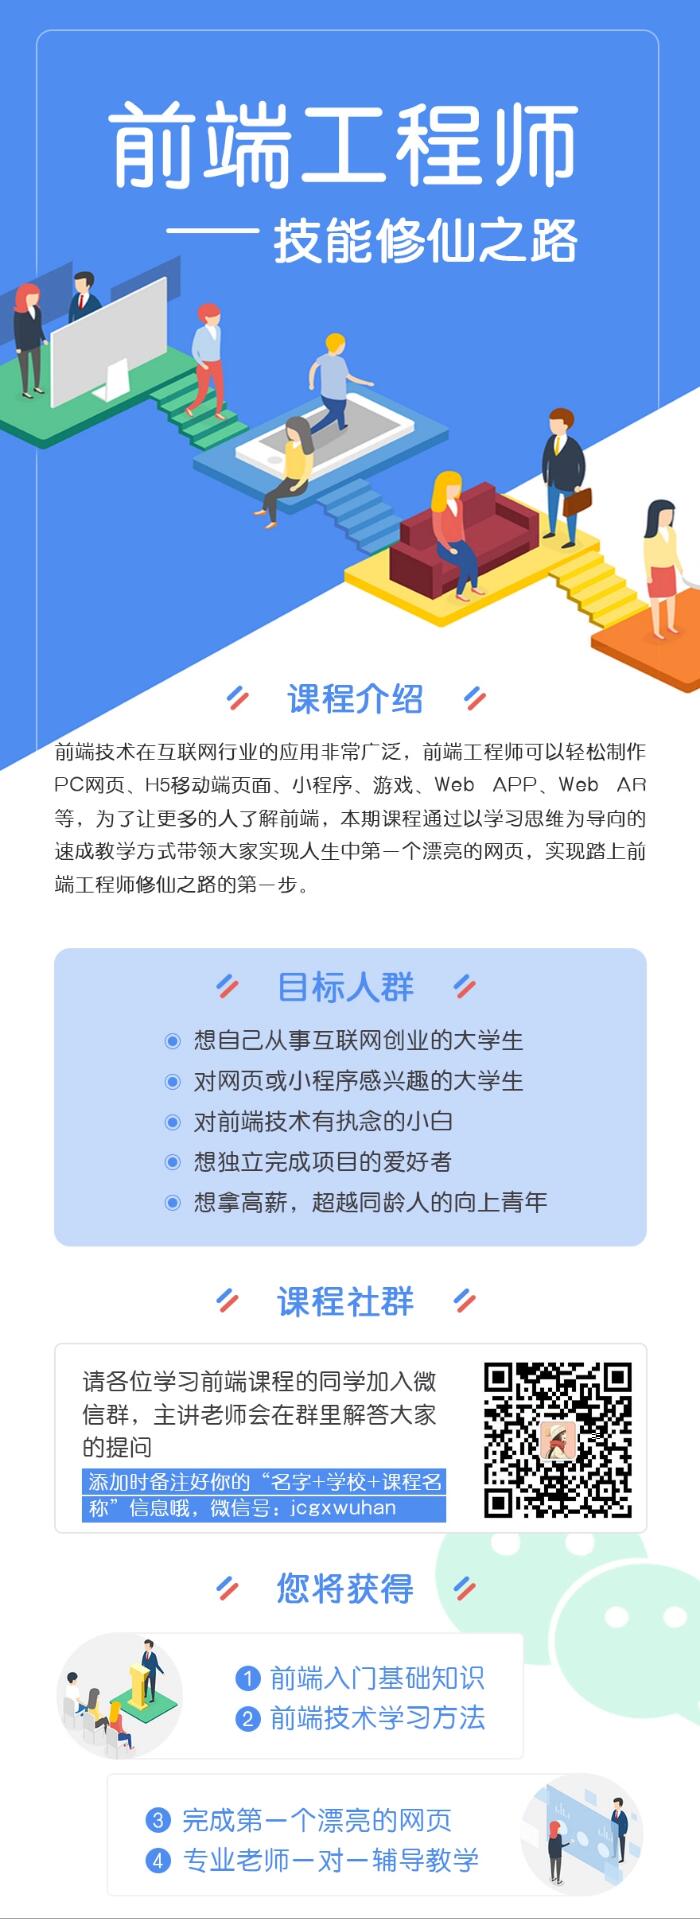 前端工程师
——技能修仙之路
课程介绍
前端技术在互联网行业的应用非常广泛，前端工程师可以轻松制作
PC网页、H5移动端页面、小程序、游戏、Web APP、Web AR
等，为了让更多的人了解前端，本期课程通过以学习思维为导向的
速成教学方式带领大家实现人生中第一个漂亮的网页，实现踏上前
端工程师修仙之路的第一步。
目标人群
想自己从事互联网创业的大学生
对网页或小程序感兴趣的大学生
对前端技术有执念的小白
想独立完成项目的爱好者
想拿高薪，超越同龄人的向上青年
课程社群
请各位学习前端课程的同学加入微
信群，主讲老师会在群里解答大家
的提问
添加时备注好你的“名字+学校+课程名
称”信息哦，微信号：jcgxwuhan
您将获得
1 前端入门基础知识
2 前端技术学习方法
3 完成第一个漂亮的网页
4 专业老师一对一辅导教学